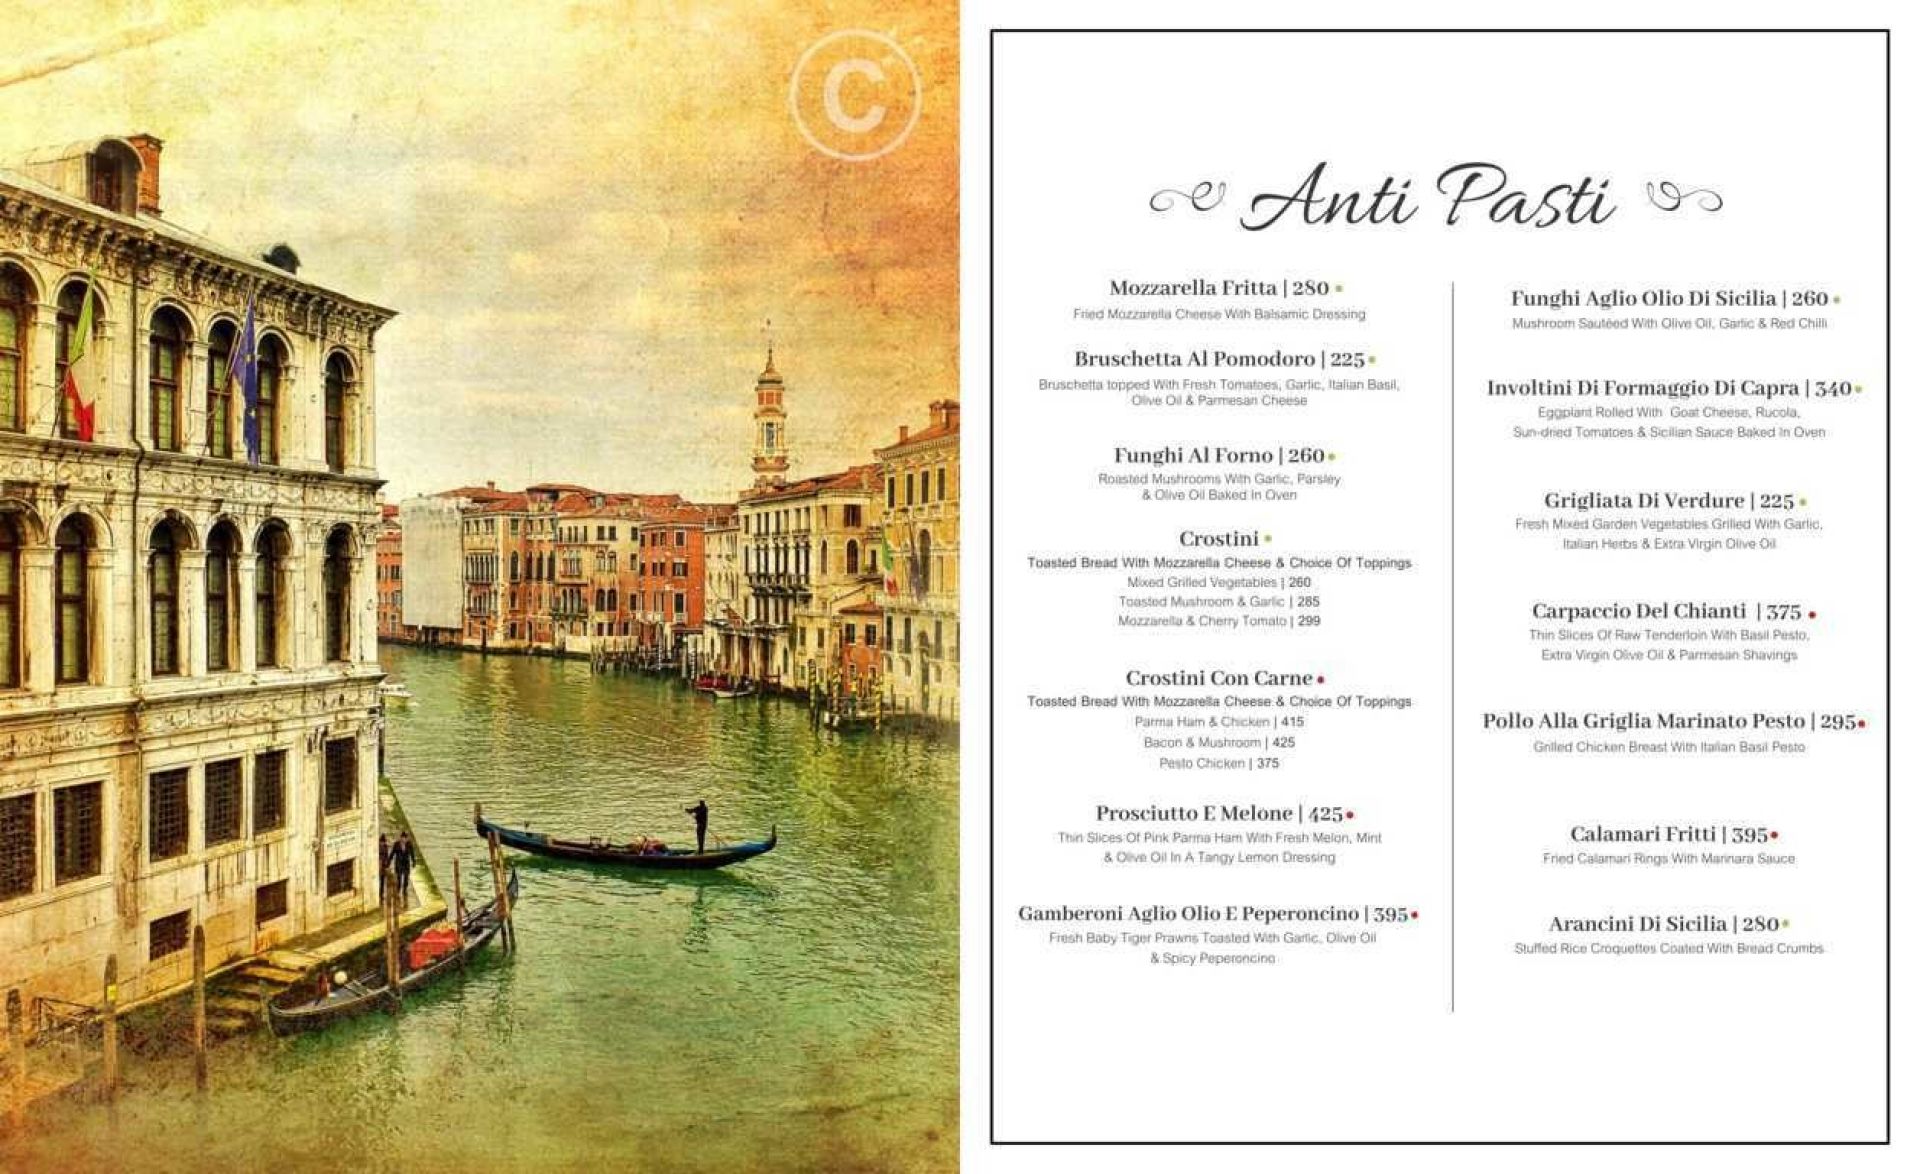 ©
Anti Pasti
Mozzarella Fritta | 280
Fried Mozzarella Cheese With Balsamic Dressing
Bruschetta Al Pomodoro | 225
Bruschetta topped With Fresh Tomatoes, Garlic, Italian Basil,
Olive Oil & Parmesan Cheese
Funghi Al Forno | 260
Roasted Mushrooms With Garlic, Parsley
& Olive Oil Baked In Oven
Crostini
Toasted Bread With Mozzarella Cheese & Choice Of Toppings
Mixed Grilled Vegetables | 260
Toasted Mushroom & Garlic | 285
Mozzarella & Cherry Tomato | 299
Crostini Con Carne
Toasted Bread With Mozzarella Cheese & Choice Of Toppings
Parma Ham & Chicken | 415
Bacon & Mushroom | 425
Pesto Chicken | 375
Prosciutto E Melone | 425
Thin Slices Of Pink Parma Ham With Fresh Melon, Mint
& Olive Oil In A Tangy Lemon Dressing
Gamberoni Aglio Olio E Peperoncino | 395
Fresh Baby Tiger Prawns Toasted With Garlic, Olive Oil
& Spicy Peperoncino
Funghi Aglio Olio Di Sicilia | 260
Mushroom Sautéed With Olive Oil, Garlic & Red Chilli
Involtini Di Formaggio Di Capra | 340
Eggplant Rolled With Goat Cheese, Rucola,
Sun-dried Tomatoes & Sicilian Sauce Baked In Oven
Grigliata Di Verdure | 225
Fresh Mixed Garden Vegetables Grilled With Garlic,
Italian Herbs & Extra Virgin Olive Oil
Carpaccio Del Chianti | 375
Thin Slices Of Raw Tenderloin With Basil Pesto,
Extra Virgin Olive Oil & Parmesan Shavings
Pollo Alla Griglia Marinato Pesto | 295
Grilled Chicken Breast With Italian Basil Pesto
Calamari Fritti | 395
Fried Calamari Rings With Marinara Sauce
Arancini Di Sicilia | 280
Stuffed Rice Croquettes Coated With Bread Crumbs